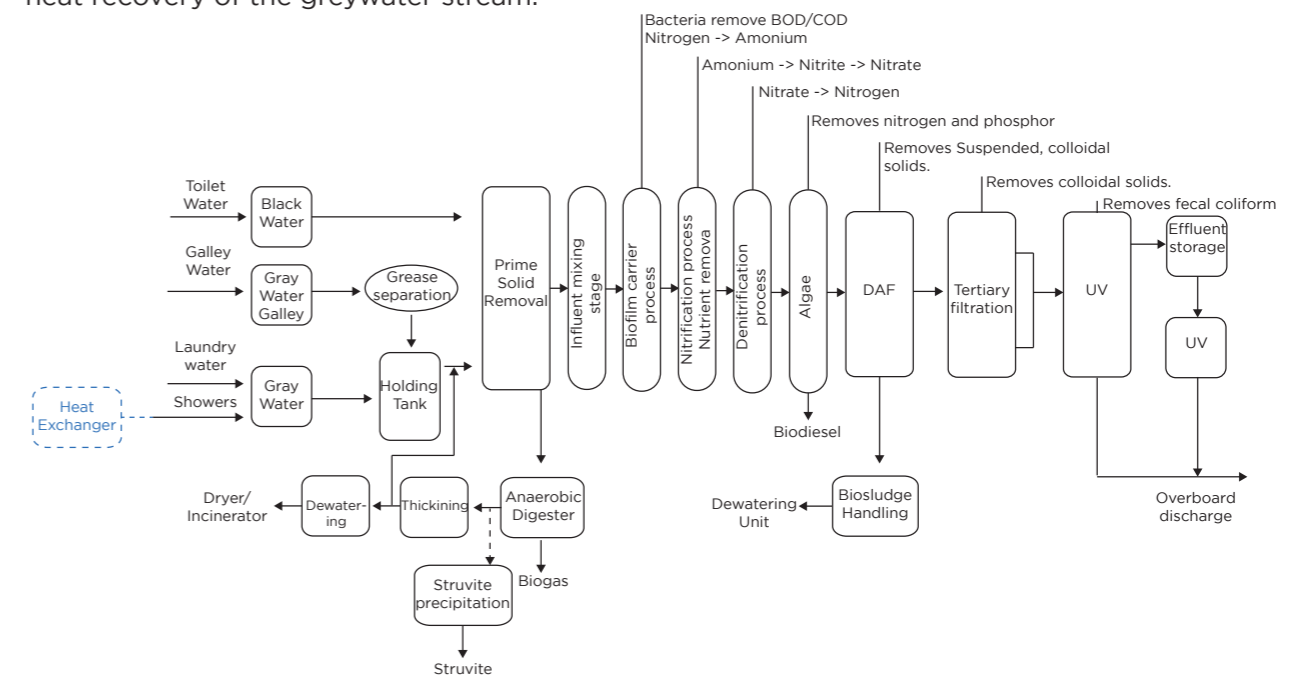 heat recovery of the greywater stream.
Bacteria remove BOD/COD
Nitrogen -> Amonium
Amonium -> Nitrite -> Nitrate
Nitrate -> Nitrogen
Removes nitrogen and phosphor
Removes Suspended, colloidal
solids.
Removes colloidal solids.
Removes fecal coliform
Toilet
Water
Black
Water
Galley
Water
Gray
Water
Galley
Grease
separation
Laundry
water
Showers
Gray
Water
Holding
Tank
Heat
Exchanger
Prime
Solid
Removal
Influent mixing
stage
Biofilm carrier
process
Nitrification process
Nutrient remova
Denitrification
process
Algae
DAF
Tertiary
filtration
UV
Effluent
storage
UV
Biodiesel
Overboard
discharge
Dryer/
Incinerator
Dewater-
ing
Thickining
Anaerobic
Digester
Dewatering
Unit
Biosludge
Handling
Struvite
precipitation
Biogas
Struvite